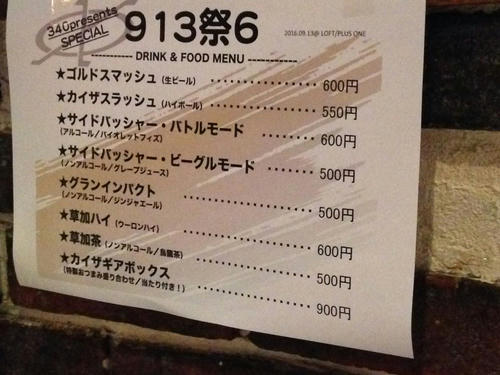 340presents
SPECIAL
913祭6
2016.09.13@ LOFT/PLUS ONE
DRINK & FOOD MENU
★ゴルドスマッシュ (生ビール) 600円
★カイザスラッシュ (ハイボール) 550円
★サイドバッシャー・バトルモード 600円
(アルコール/バイオレットフィズ)
★サイドバッシャー・ビークルモード 500円
(ノンアルコール/グレープジュース)
★グランインパクト 500円
(ノンアルコール/ジンジャエール)
★草加ハイ (ウーロンハイ) 600円
★草加茶 (ノンアルコール/烏龍茶) 500円
★カイザギアボックス 900円
(特製おつまみ盛り合わせ/当たり付き!)